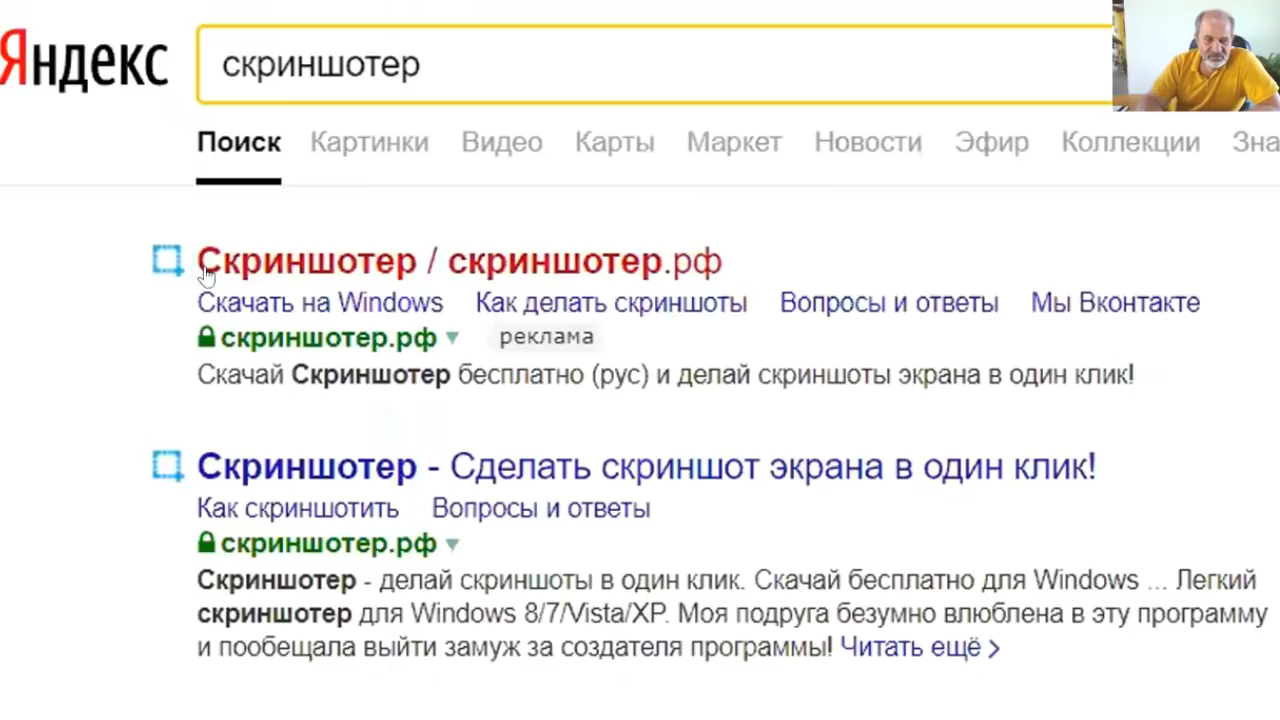 Яндекс
скриншотер
Поиск Картинки Видео Карты Маркет Новости Эфир Коллекции Зна
Скриншотер / скриншотер.рф
Скачать на Windows Как делать скриншоты Вопросы и ответы Мы Вконтакте
скриншотер.рф реклама
Скачай Скриншотер бесплатно (рус) и делай скриншоты экрана в один клик!
Скриншотер - Сделать скриншот экрана в один клик!
Как скриншотить Вопросы и ответы
скриншотер.рф
Скриншотер - делай скриншоты в один клик. Скачай бесплатно для Windows ... Легкий
скриншотер для Windows 8/7/Vista/XP. Моя подруга безумно влюблена в эту программу
и пообещала выйти замуж за создателя программы! Читать ещё >